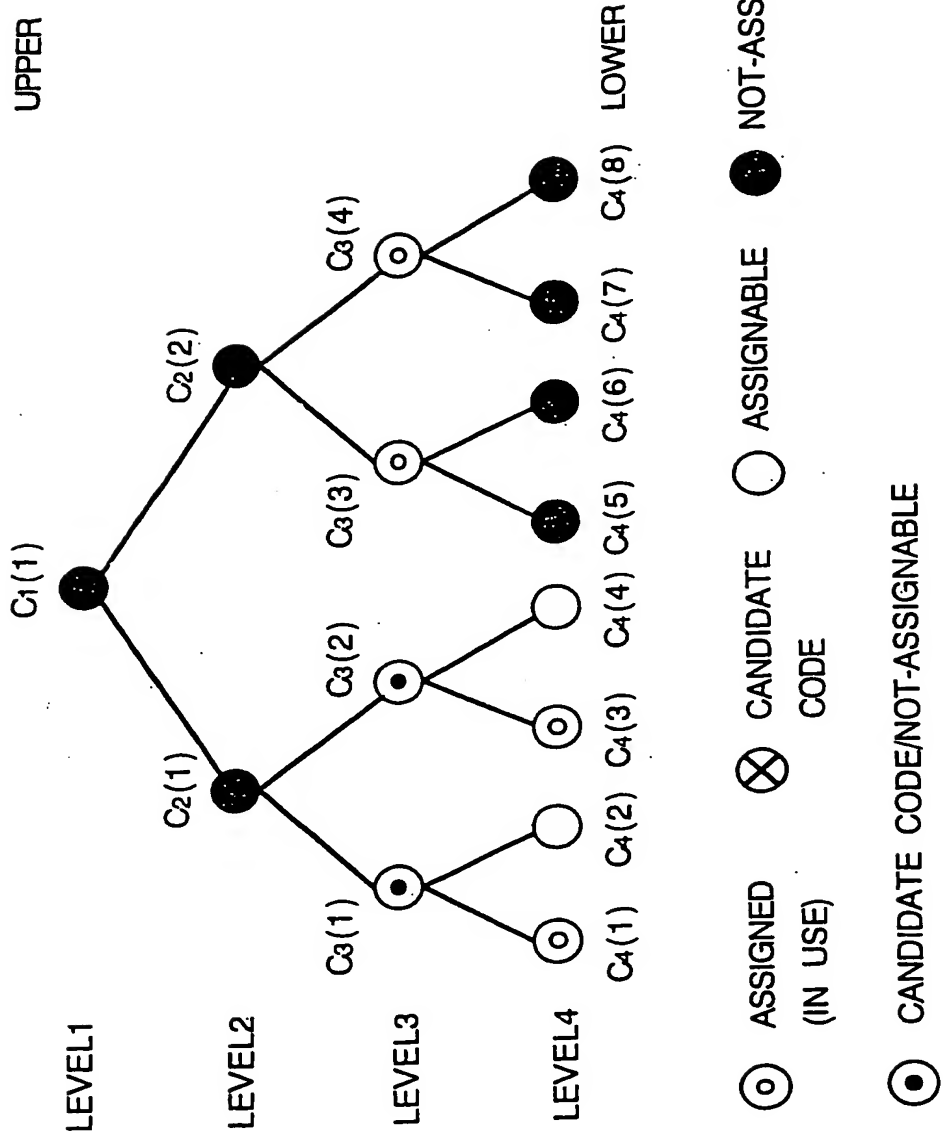 UPPER
LEVEL1
C1(1)
LEVEL2
C2(1) C2(2)
LEVEL3
C3(1) C3(2) C3(3) C3(4)
LEVEL4
C4(1) C4(2) C4(3) C4(4) C4(5) C4(6) C4(7) C4(8)
LOWER
ASSIGNED
(IN USE)
CANDIDATE
CODE
ASSIGNABLE
NOT-ASS
CANDIDATE CODE/NOT-ASSIGNABLE